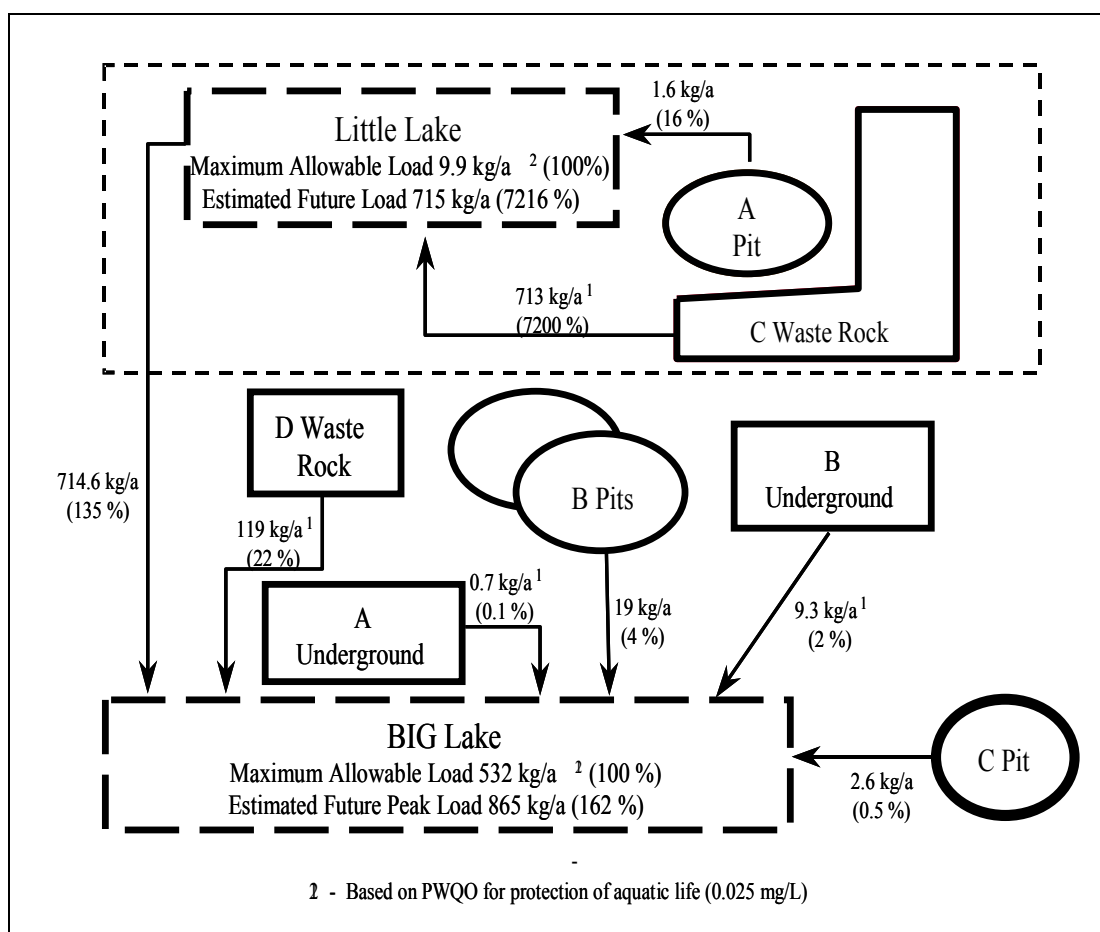 1.6 kg/a
(16 %)
Little Lake
Maximum Allowable Load 9.9 kg/a 2 (100%)
Estimated Future Load 715 kg/a (7216 %)
A
Pit
713 kg/a 1
(7200 %)
C Waste Rock
D Waste
Rock
B Pits
B
Underground
714.6 kg/a
(135 %)
119 kg/a 1
(22 %)
0.7 kg/a 1
(0.1 %)
19 kg/a
(4 %)
9.3 kg/a 1
(2 %)
A
Underground
BIG Lake
Maximum Allowable Load 532 kg/a 2 (100 %)
Estimated Future Peak Load 865 kg/a (162 %)
C Pit
2.6 kg/a
(0.5 %)
-
- Based on PWQO for protection of aquatic life (0.025 mg/L)